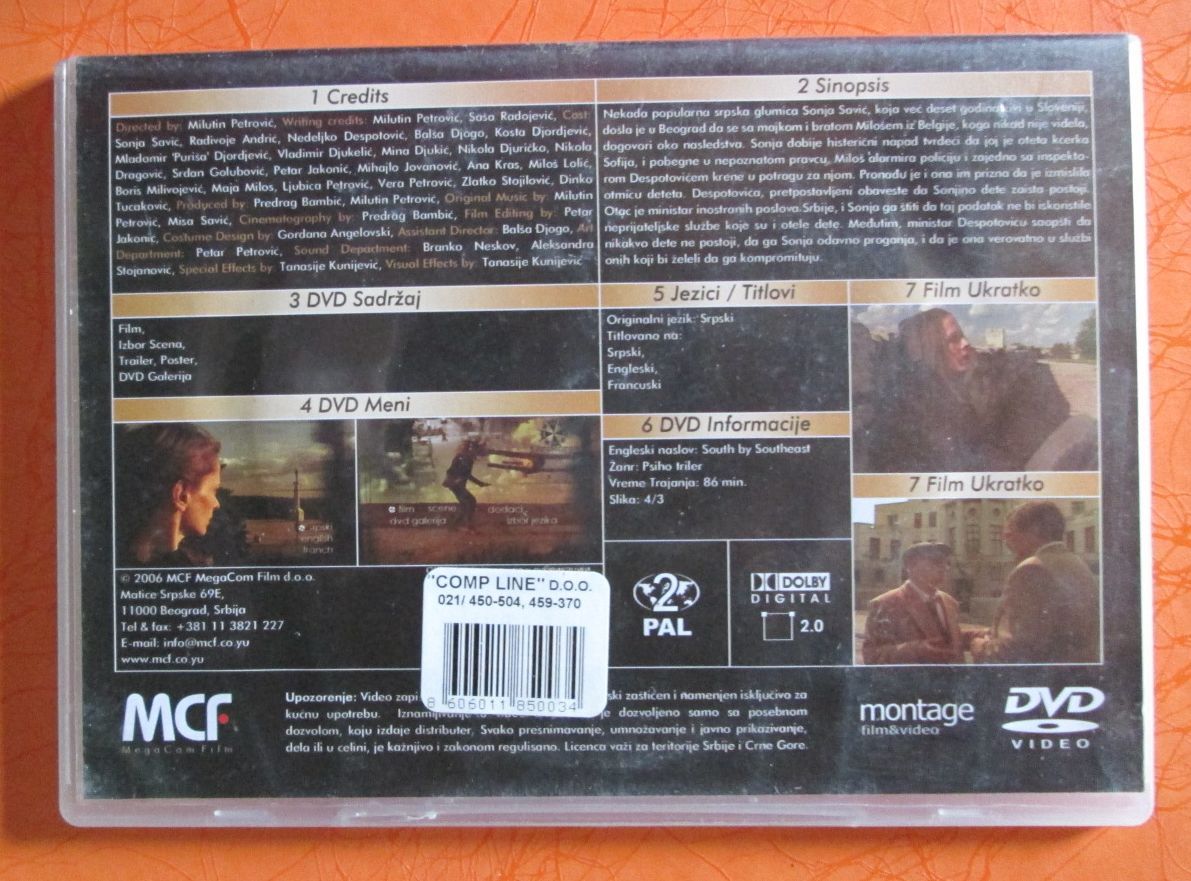 1 Credits
Directed by: Milutin Petrović, Writing credits: Milutin Petrović, Saša Radojević, Cast:
Sonja Savić, Radivoje Andrić, Nedeljko Despotović, Balša Djogo, Kosta Djordjević,
Mladomir 'Puriša' Djordjević, Vladimir Djukelić, Mina Djukić, Nikola Djuričko, Nikola
Dragović, Srdan Golubović, Petar Jakonić, Mihajlo Jovanović, Ana Kras, Miloš Lolić,
Boris Milivojević, Maja Milos, Ljubica Petrović, Vera Petrović, Zlatko Stojilović, Dinka
Tucaković, Produced by: Predrag Bambić, Milutin Petrović, Original Music by: Milutin
Petrović, Misa Savić, Cinematography by: Predrag Bambić, Film Editing by: Petar
Jakonić, Costume Design by: Gordana Angelovski, Assistant Director: Balša Djogo, Art
Department: Petar Petrović, Sound Department: Branko Neskov, Aleksandra
Stojanović, Special Effects by: Tanasije Kunijević, Visual Effects by: Tanasije Kunijević
2 Sinopsis
Nekada popularna srpska glumica Sonja Savić, koja već deset godina živi u Sloveniji,
došla je u Beograd da se sa majkom i bratom Milošem iz Belgije, koga nikad nije videla,
dogovori oko nasledstva. Sonja dobije histerični napad tvrdeći da joj je oteta kćerka
Sofija, i pobegne u nepoznatom pravcu, Miloš alarmira policiju i zajedno sa inspekto-
rom Despotovićem krene u potragu za njom. Pronađu je i ona im prizna da je izmislila
otmicu deteta. Despotovića, pretpostavljeni obaveste da Sanjino dete zaista postoji.
Otac je ministar inostranih poslova Srbije, i Sonja ga štiti da taj podatak ne bi iskoristile
neprijateljske službe koje su i otele dete. Međutim, ministar Despotoviću saopšti da
nikakvo dete ne postoji, da ga Sonja odavno proganja, i da je ona verovatno u službi
onih koji bi želeli da ga kompromituju.
3 DVD Sadržaj
Film,
Izbor Scena,
Trailer, Poster,
DVD Galerija
4 DVD Meni
srpski
english
french
film scene dodaci
dvd galerija izbor jezika
5 Jezici / Titlovi
Originalni jezik: Srpski
Titlovano na:
Srpski,
Engleski,
Francuski
6 DVD Informacije
Engleski naslov: South by Southeast
Žanr: Psiho triler
Vreme Trajanja: 86 min.
Slika: 4/3
7 Film Ukratko
7 Film Ukratko
© 2006 MCF MegaCom Film d.o.o.
Matice Srpske 69E,
11000 Beograd, Srbija
Tel & fax: +381 11 3821 227
E-mail: info@mcf.co.yu
www.mcf.co.yu
"COMP LINE" D.O.O.
021/ 450-504, 459-370
8 606011 850034
2
PAL
DOLBY
DIGITAL
2.0
MCF
MegaCom Film
Upozorenje: Video zapi ski zaštićen i namenjen isključivo za
kućnu upotrebu. Iznamljivanje je dozvoljeno samo sa posebnom
dozvolom, koju izdaje distributer, Svako presnimavanje, umnožavanje i javno prikazivanje,
dela ili u celini, je kažnjivo i zakonom regulisano. Licenca važi za teritorije Srbije i Crne Gore.
montage
film&video
DVD
VIDEO